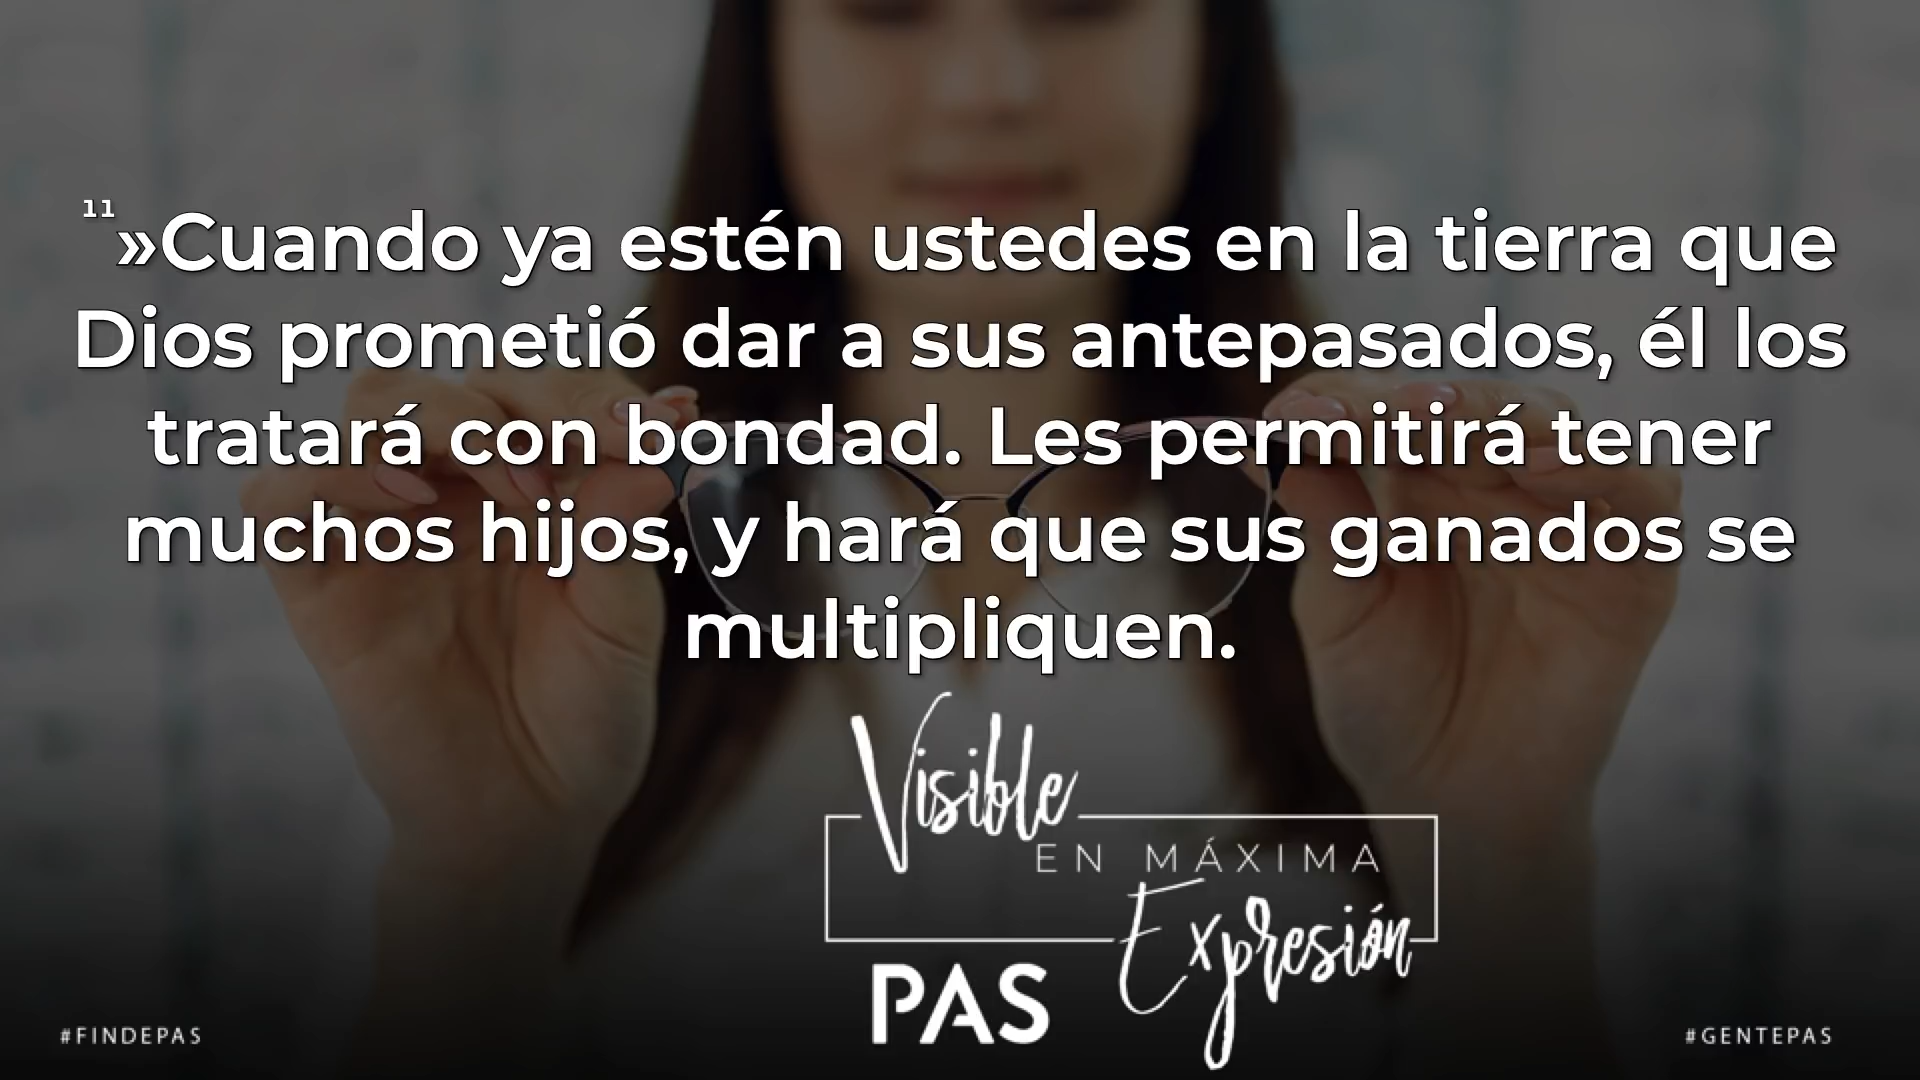 ¹¹»Cuando ya estén ustedes en la tierra que
Dios prometió dar a sus antepasados, él los
tratará con bondad. Les permitirá tener
muchos hijos, y hará que sus ganados se
multipliquen.
Visible
EN MÁXIMA
Expresión
PAS
#FINDEPAS
#GENTEPAS